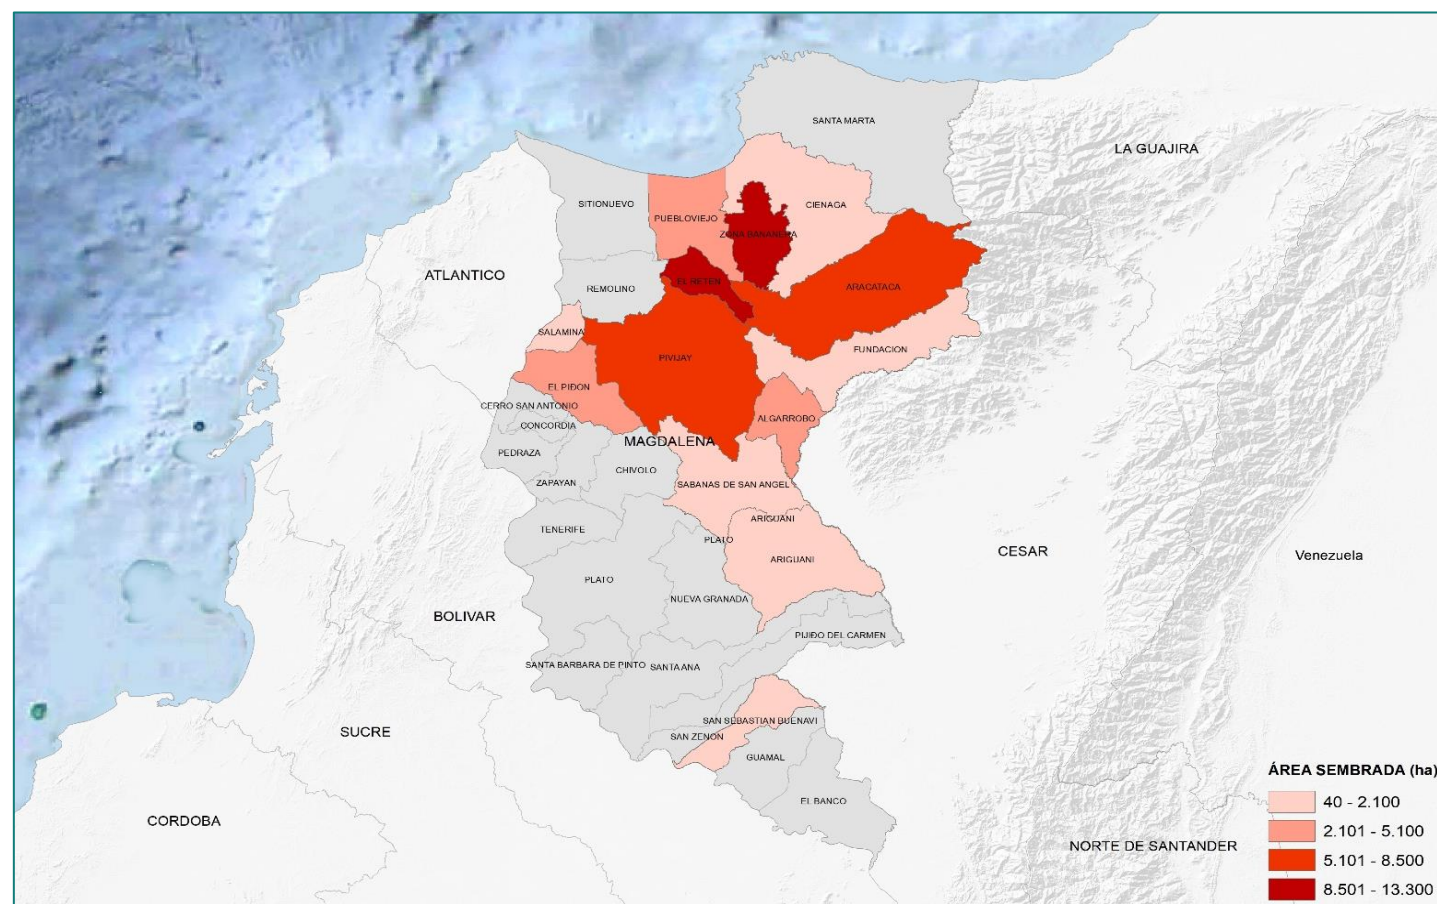 SANTA MARTA
LA GUAJIRA
SITIONUEVO
CIENAGA
PUEBLOVIEJO
ZONA BANANERA
ATLANTICO
EL RETEN
REMOLINO
ARACATACA
SALAMINA
FUNDACION
PIVIJAY
EL PIÐON
CERRO SAN ANTONIO
ALGARROBO
CONCORDIA
MAGDALENA
PEDRAZA
CHIVOLO
ZAPAYAN
SABANAS DE SAN ANGEL
ARIGUANI
TENERIFE
PLATO
CESAR
Venezuela
ARIGUANI
PLATO
NUEVA GRANADA
BOLIVAR
PIJIÐO DEL CARMEN
SANTA BARBARA DE PINTO
SANTA ANA
SAN SEBASTIAN BUENAVI
SUCRE
SAN ZENON
GUAMAL
EL BANCO
CORDOBA
NORTE DE SANTANDER
ÁREA SEMBRADA (ha)
40 - 2.100
2.101 - 5.100
5.101 - 8.500
8.501 - 13.300